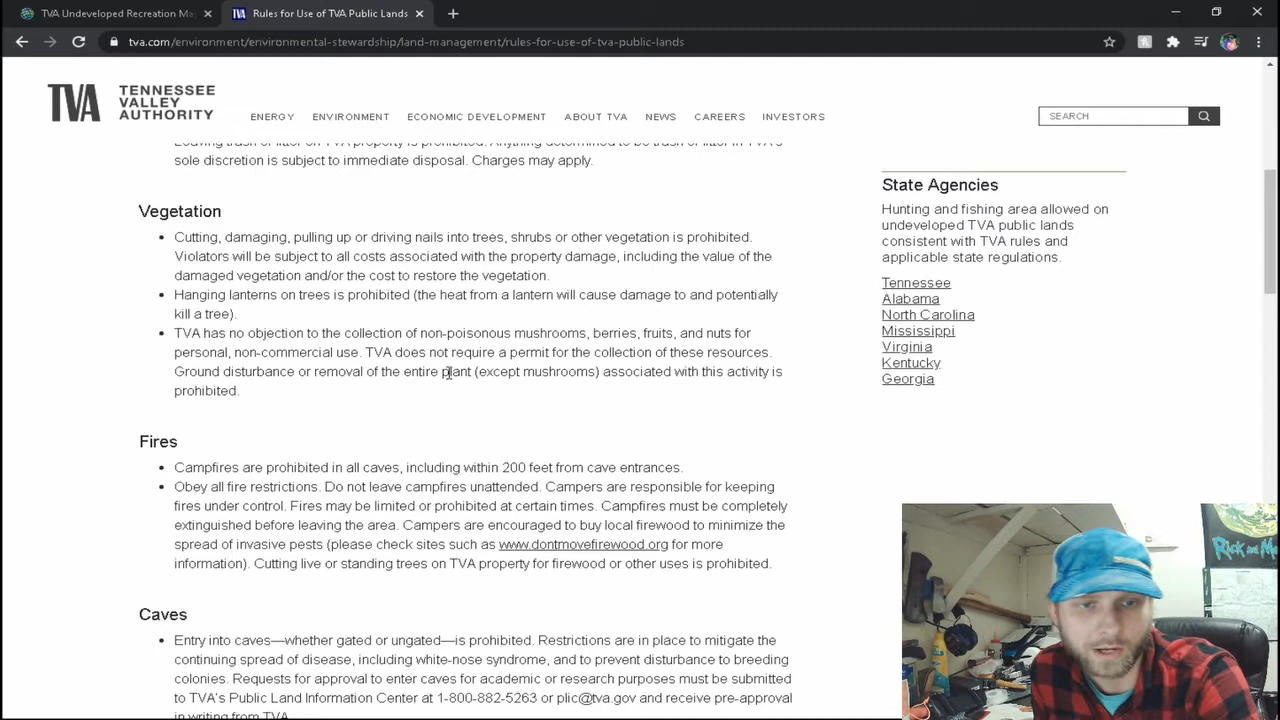 TVA Undeveloped Recreation Ma
Rules for Use of TVA Public Lands
tva.com/environment/environmental-stewardship/land-management/rules-for-use-of-tva-public-lands
TVA
TENNESSEE
VALLEY
AUTHORITY
ENERGY ENVIRONMENT ECONOMIC DEVELOPMENT ABOUT TVA NEWS CAREERS INVESTORS
SEARCH
Leaving trash or litter on TVA property is prohibited. Anything determined to be trash or litter in TVA's
sole discretion is subject to immediate disposal. Charges may apply.
Vegetation
• Cutting, damaging, pulling up or driving nails into trees, shrubs or other vegetation is prohibited.
Violators will be subject to all costs associated with the property damage, including the value of the
damaged vegetation and/or the cost to restore the vegetation.
• Hanging lanterns on trees is prohibited (the heat from a lantern will cause damage to and potentially
kill a tree).
• TVA has no objection to the collection of non-poisonous mushrooms, berries, fruits, and nuts for
personal, non-commercial use. TVA does not require a permit for the collection of these resources.
Ground disturbance or removal of the entire plant (except mushrooms) associated with this activity is
prohibited.
Fires
• Campfires are prohibited in all caves, including within 200 feet from cave entrances.
• Obey all fire restrictions. Do not leave campfires unattended. Campers are responsible for keeping
fires under control. Fires may be limited or prohibited at certain times. Campfires must be completely
extinguished before leaving the area. Campers are encouraged to buy local firewood to minimize the
spread of invasive pests (please check sites such as www.dontmovefirewood.org for more
information). Cutting live or standing trees on TVA property for firewood or other uses is prohibited.
Caves
• Entry into caves—whether gated or ungated—is prohibited. Restrictions are in place to mitigate the
continuing spread of disease, including white-nose syndrome, and to prevent disturbance to breeding
colonies. Requests for approval to enter caves for academic or research purposes must be submitted
to TVA's Public Land Information Center at 1-800-882-5263 or plic@tva.gov and receive pre-approval
in writing from TVA.
State Agencies
Hunting and fishing area allowed on
undeveloped TVA public lands
consistent with TVA rules and
applicable state regulations.
Tennessee
Alabama
North Carolina
Mississippi
Virginia
Kentucky
Georgia
RICK and M